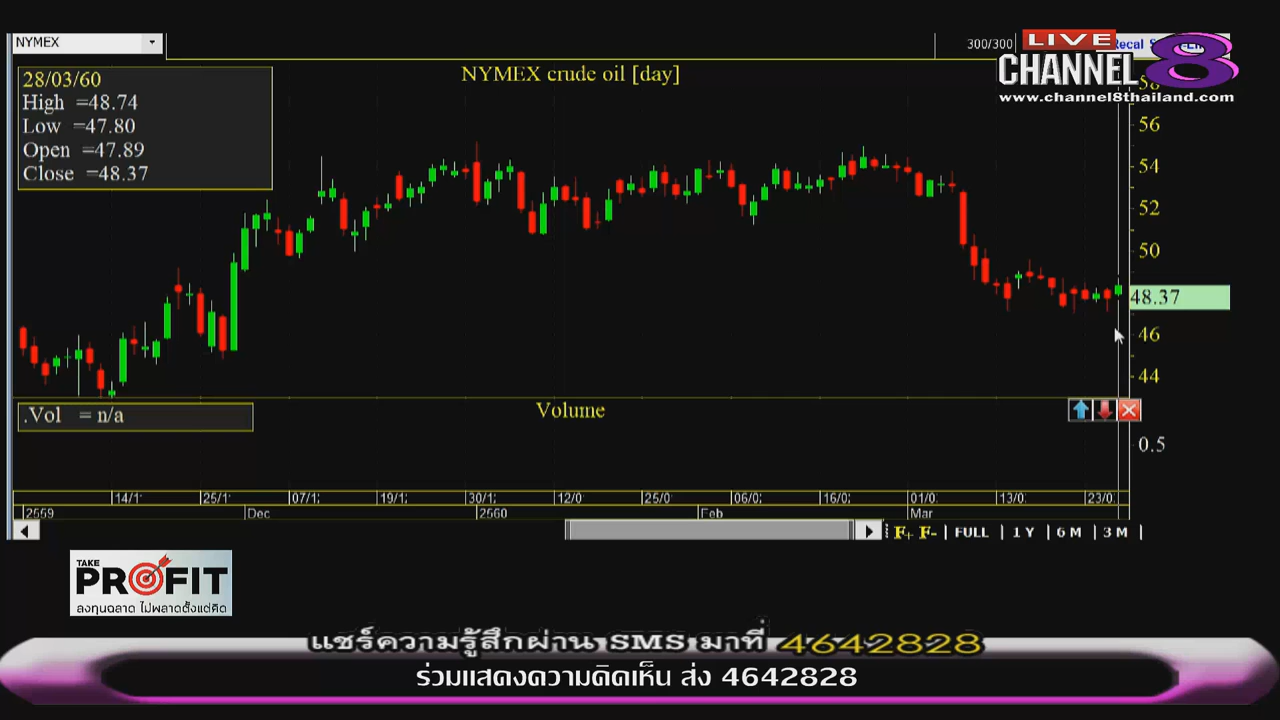 NYMEX
300/300
Recal
LIVE
CHANNEL 8
www.channel8thailand.com
NYMEX crude oil [day]
28/03/60
High =48.74
Low =47.80
Open =47.89
Close =48.37
58
56
54
52
50
48.37
46
44
.Vol = n/a
Volume
0.5
14/1 25/1 07/1 19/1 30/1 12/0 25/0 06/0 16/0 01/0 13/0 23/0
2559 Dec 2560 Feb Mar
F+ F- FULL 1 Y 6 M 3 M
TAKE
PROFIT
ลงทุนฉลาด ไม่พลาดตั้งแต่คิด
แชร์ความรู้สึกผ่าน SMS มาที่ 4642828
ร่วมแสดงความคิดเห็น ส่ง 4642828